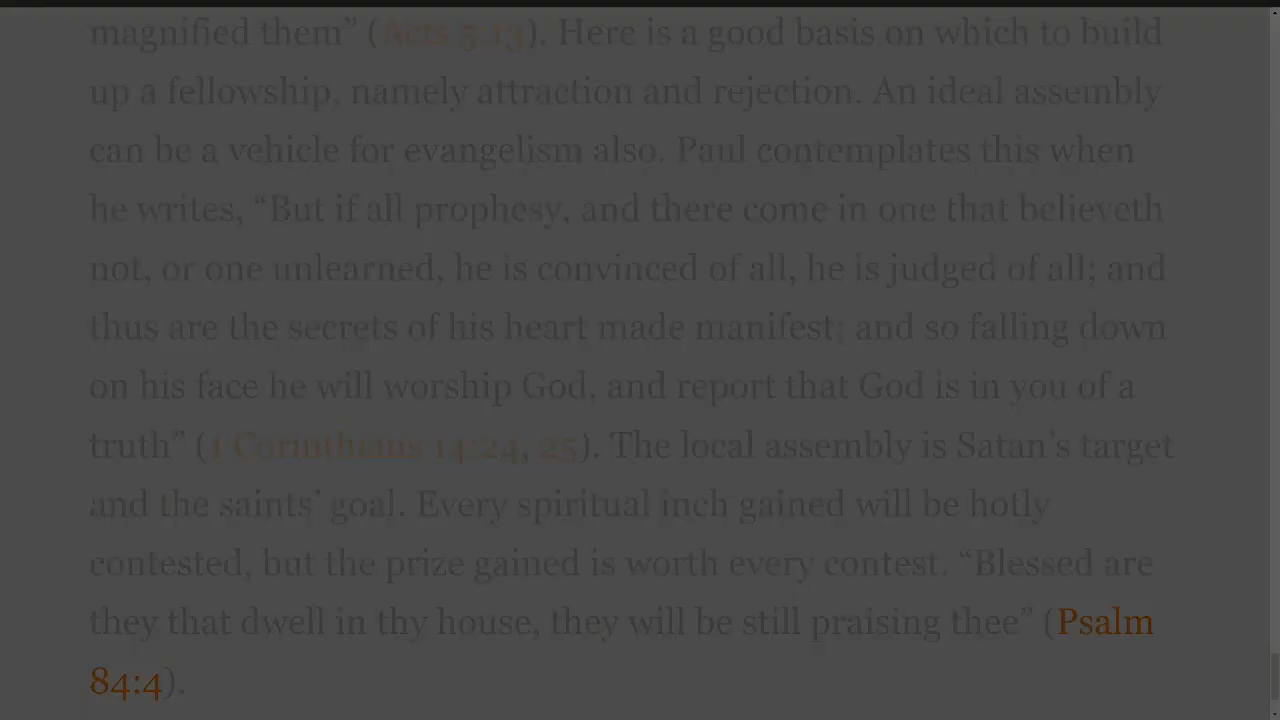 magnified them” (Acts 5:13). Here is a good basis on which to build
up a fellowship, namely attraction and rejection. An ideal assembly
can be a vehicle for evangelism also. Paul contemplates this when
he writes, “But if all prophesy, and there come in one that believeth
not, or one unlearned, he is convinced of all, he is judged of all; and
thus are the secrets of his heart made manifest; and so falling down
on his face he will worship God, and report that God is in you of a
truth” (1 Corinthians 14:24, 25). The local assembly is Satan’s target
and the saints’ goal. Every spiritual inch gained will be hotly
contested, but the prize gained is worth every contest. “Blessed are
they that dwell in thy house, they will be still praising thee” (Psalm
84:4).